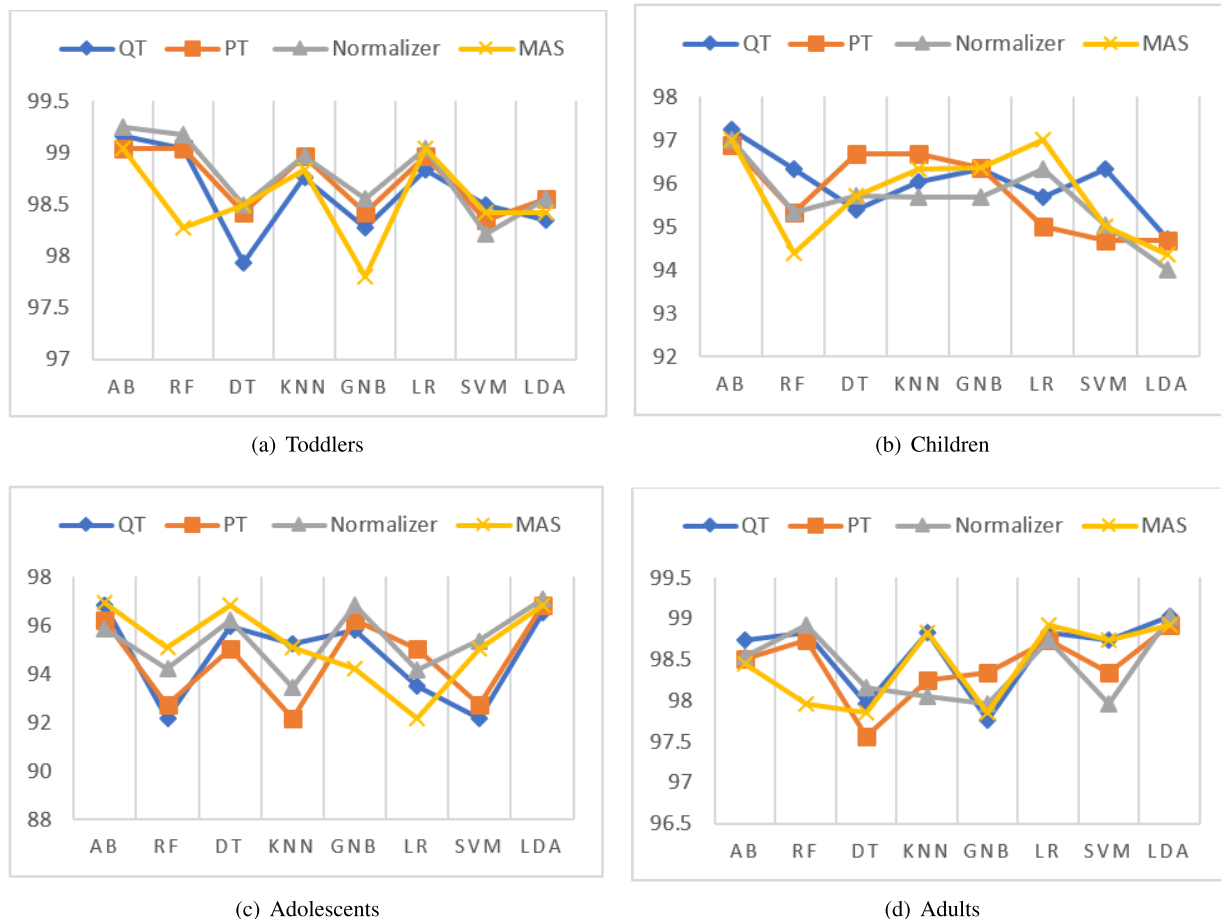 QT PT Normalizer MAS
99.5
99
98.5
98
97.5
97
AB RF DT KNN GNB LR SVM LDA
(a) Toddlers
QT PT Normalizer MAS
98
97
96
95
94
93
92
AB RF DT KNN GNB LR SVM LDA
(b) Children
QT PT Normalizer MAS
98
96
94
92
90
88
AB RF DT KNN GNB LR SVM LDA
(c) Adolescents
QT PT Normalizer MAS
99.5
99
98.5
98
97.5
97
96.5
AB RF DT KNN GNB LR SVM LDA
(d) Adults